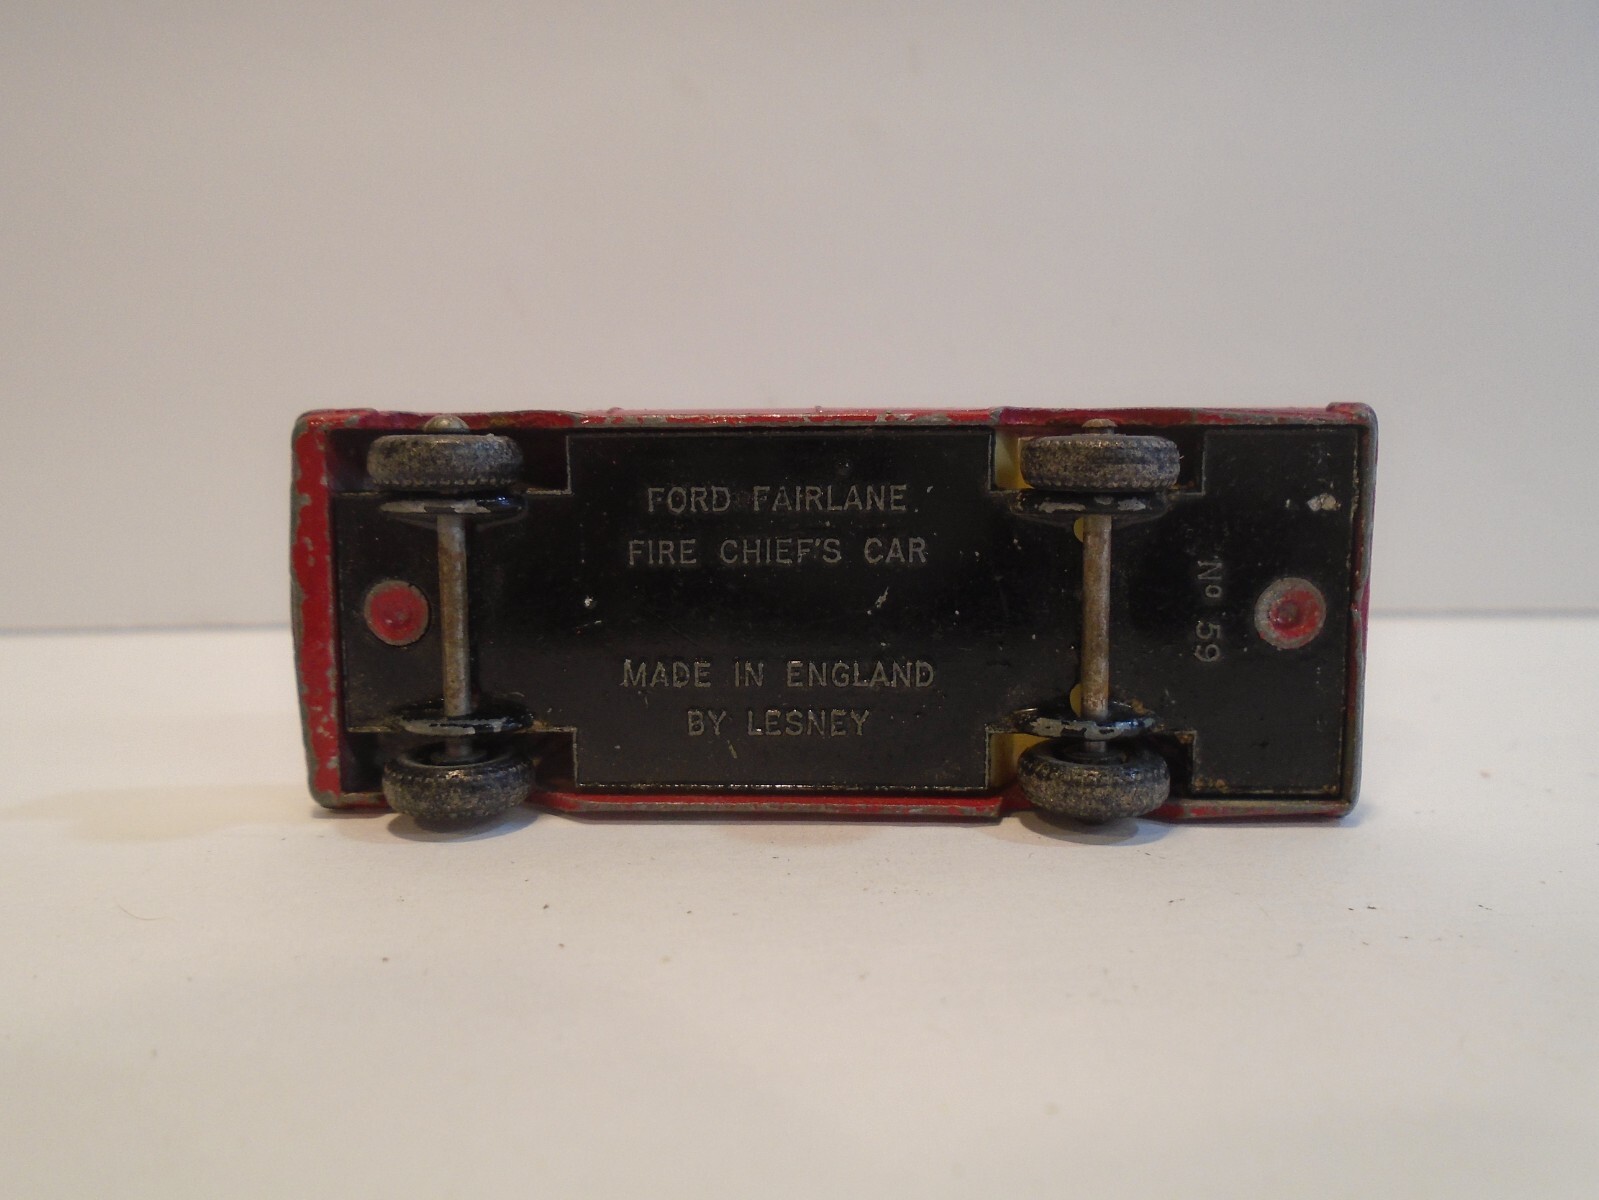 FORD FAIRLANE
FIRE CHIEF'S CAR
MADE IN ENGLAND
BY LESNEY
No 59